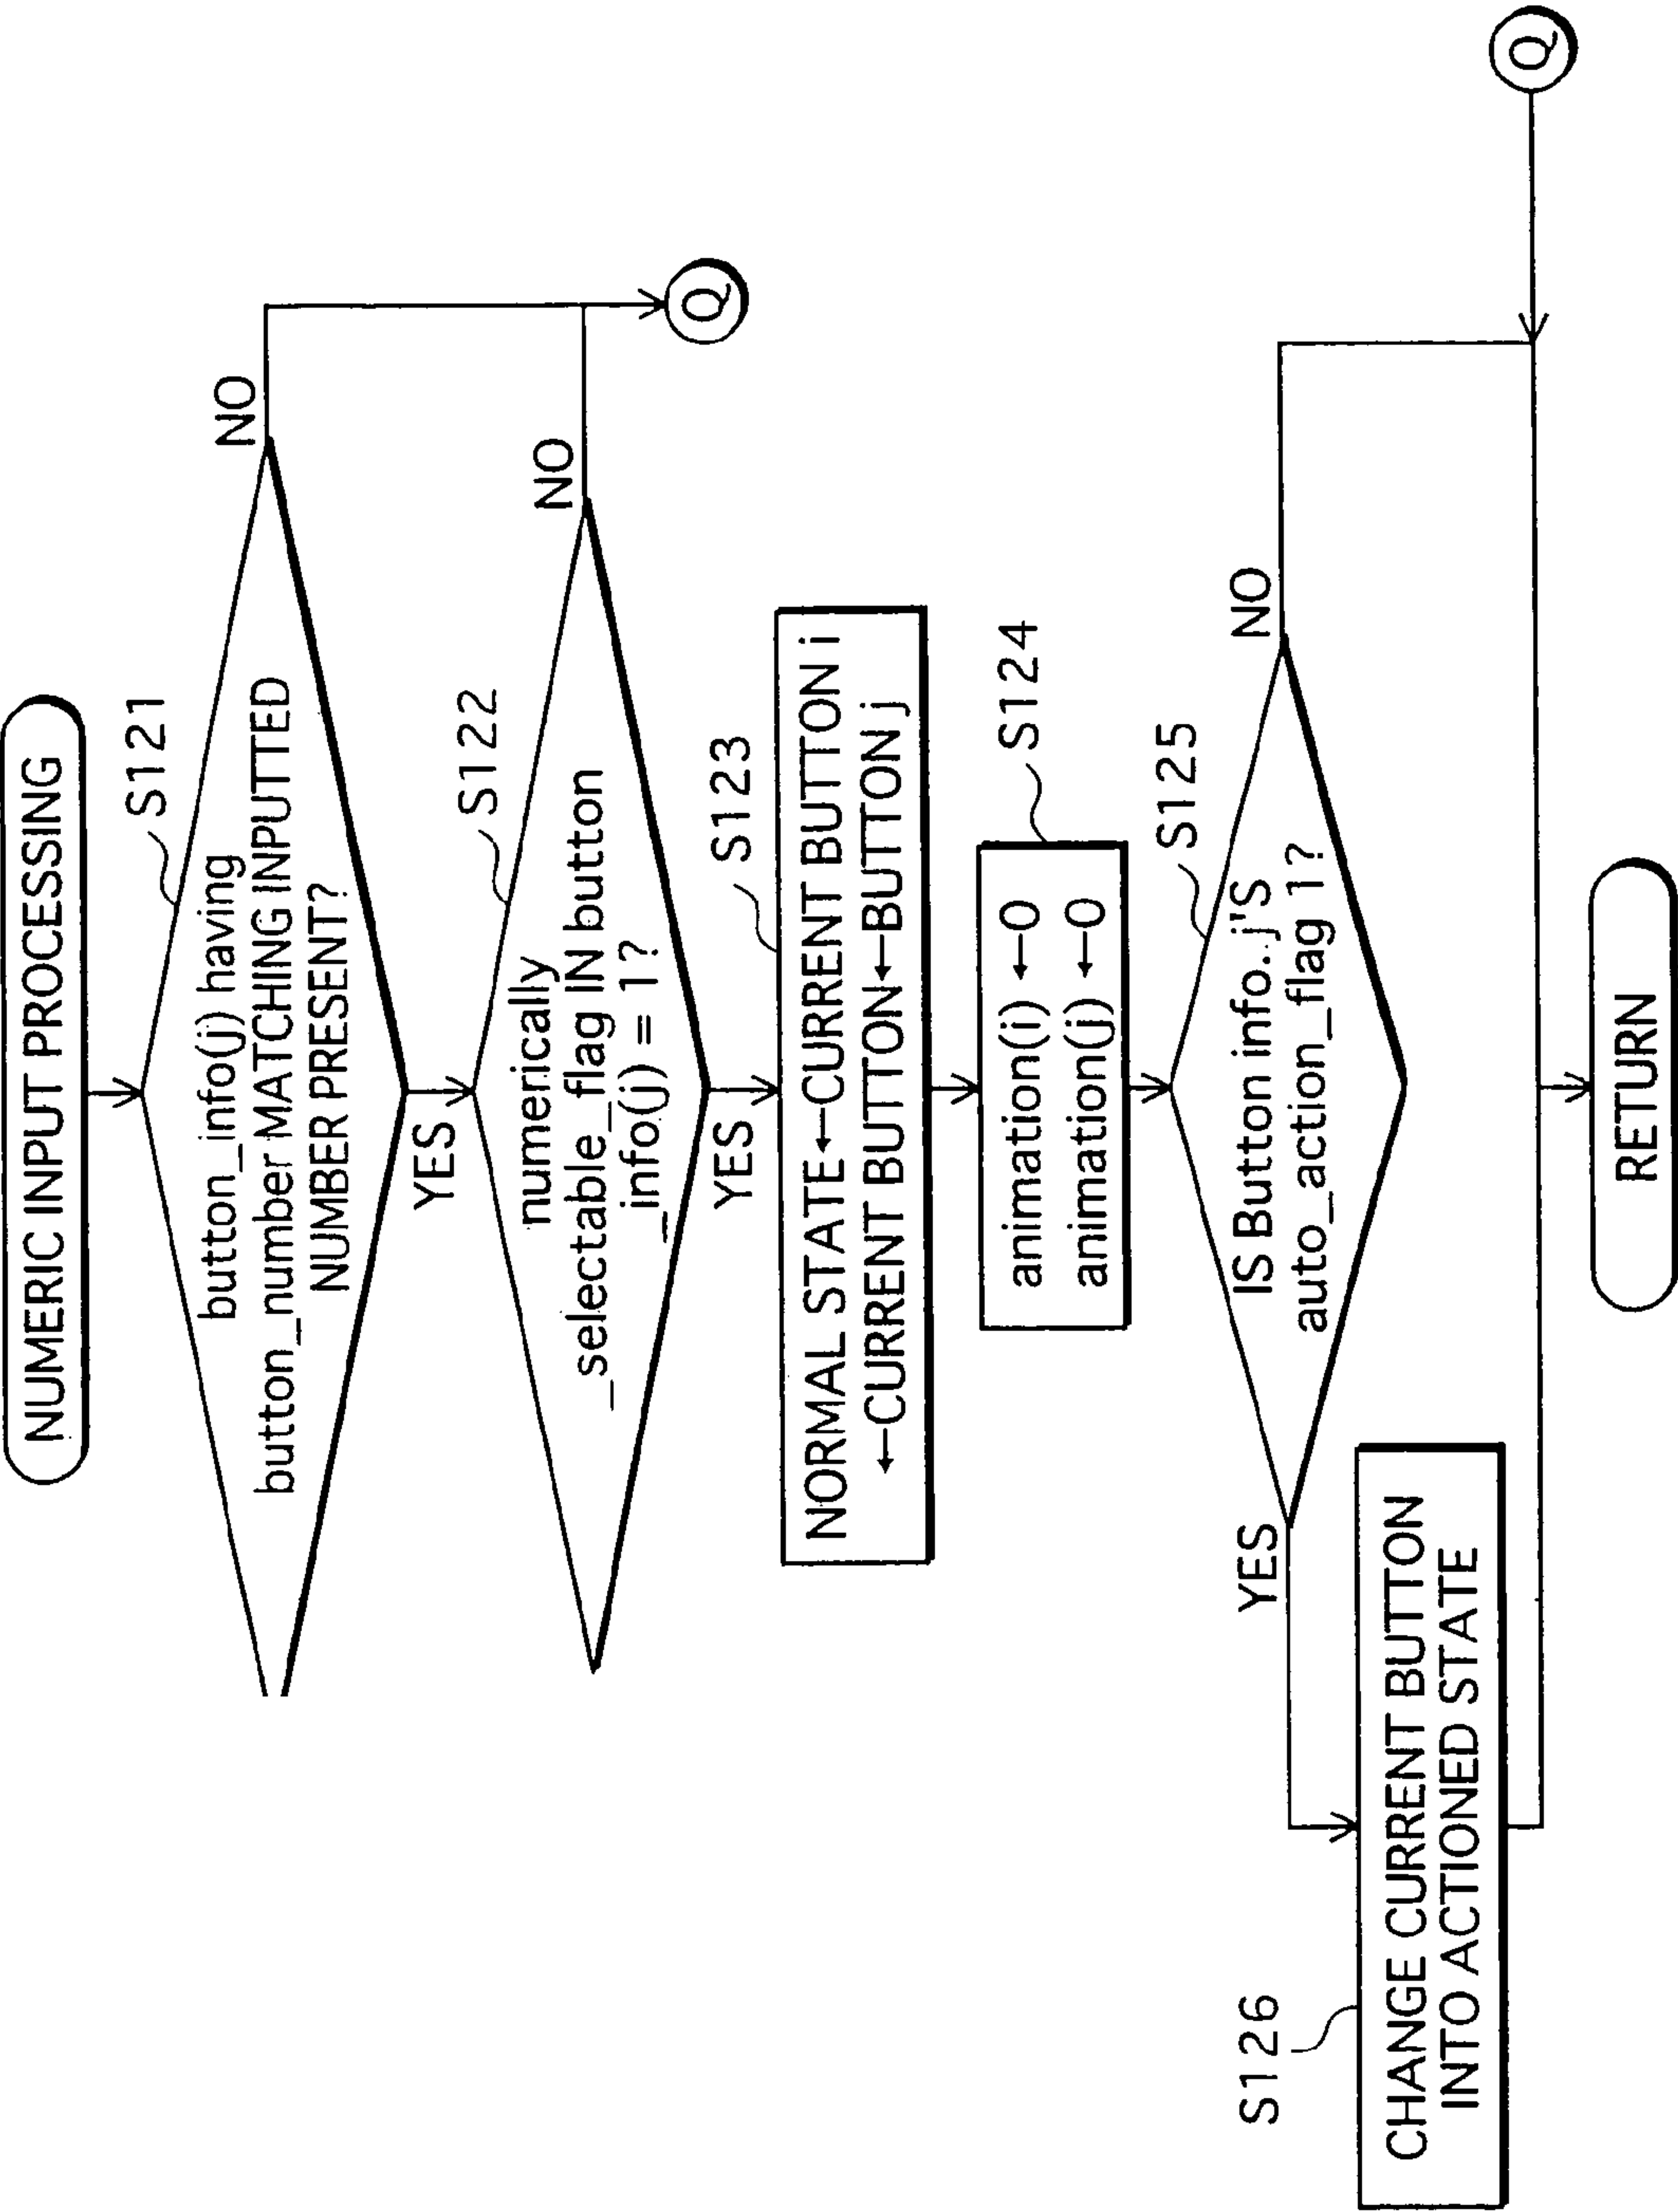 NUMERIC INPUT PROCESSING
S121
button_info(j) having
button_number MATCHING INPUTTED
NUMBER PRESENT?
NO
YES
S122
numerically
_selectable_flag IN button
_info(j) = 1?
NO
Q
YES
S123
NORMAL STATE←CURRENT BUTTON i
←CURRENT BUTTON←BUTTON j
S124
animation(i) ←0
animation(j) ←0
S125
IS Button info..j'S
auto_action_flag 1?
NO
YES
S126
CHANGE CURRENT BUTTON
INTO ACTIONED STATE
Q
RETURN